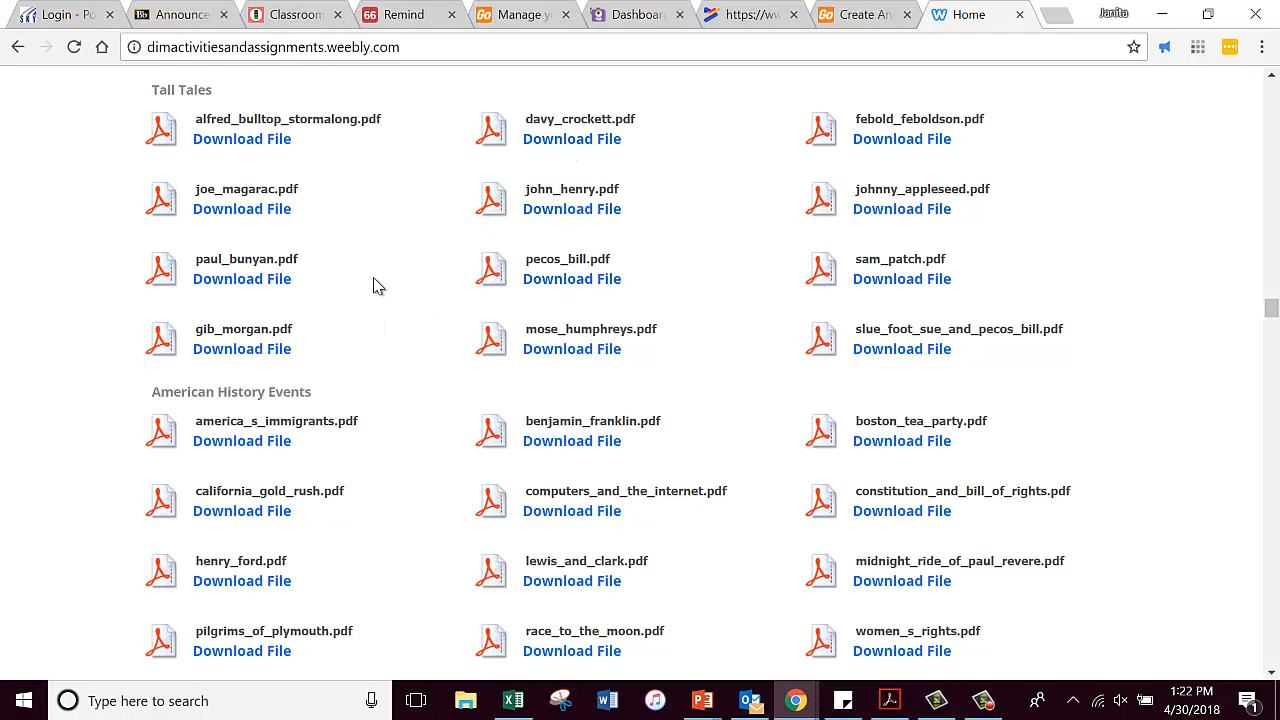 Login - Po
Bb Announce
Classroom
66 Remind
Go Manage y
Dashboar
https://ww
Go Create An
W Home
Janita
dimactivitiesandassignments.weebly.com
Tall Tales
alfred_bulltop_stormalong.pdf davy_crockett.pdf febold_feboldson.pdf
Download File Download File Download File
joe_magarac.pdf john_henry.pdf johnny_appleseed.pdf
Download File Download File Download File
paul_bunyan.pdf pecos_bill.pdf sam_patch.pdf
Download File Download File Download File
gib_morgan.pdf mose_humphreys.pdf slue_foot_sue_and_pecos_bill.pdf
Download File Download File Download File
American History Events
america_s_immigrants.pdf benjamin_franklin.pdf boston_tea_party.pdf
Download File Download File Download File
california_gold_rush.pdf computers_and_the_internet.pdf constitution_and_bill_of_rights.pdf
Download File Download File Download File
henry_ford.pdf lewis_and_clark.pdf midnight_ride_of_paul_revere.pdf
Download File Download File Download File
pilgrims_of_plymouth.pdf race_to_the_moon.pdf women_s_rights.pdf
Download File Download File Download File
Type here to search
1:22 PM
4/30/2018